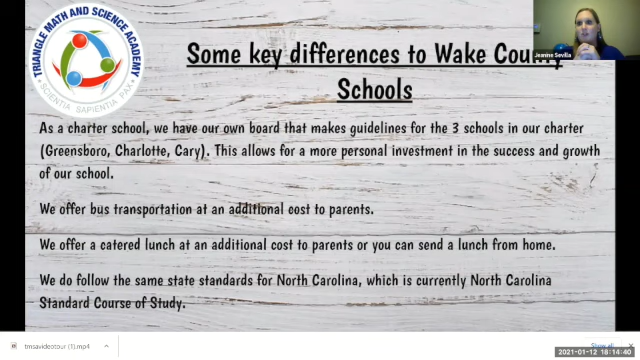 TRIANGLE MATH AND SCIENCE ACADEMY
SCIENTIA SAPIENTIA PAX
Some key differences to Wake County
Schools
Jeanine Sevilla
As a charter school, we have our own board that makes guidelines for the 3 schools in our charter
(Greensboro, Charlotte, Cary). This allows for a more personal investment in the success and growth
of our school.
We offer bus transportation at an additional cost to parents.
We offer a catered lunch at an additional cost to parents or you can send a lunch from home.
We do follow the same state standards for North Carolina, which is currently North Carolina
Standard Course of Study.
tmsavideotour (1).mp4
Show all
2021-01-12 18:14:40